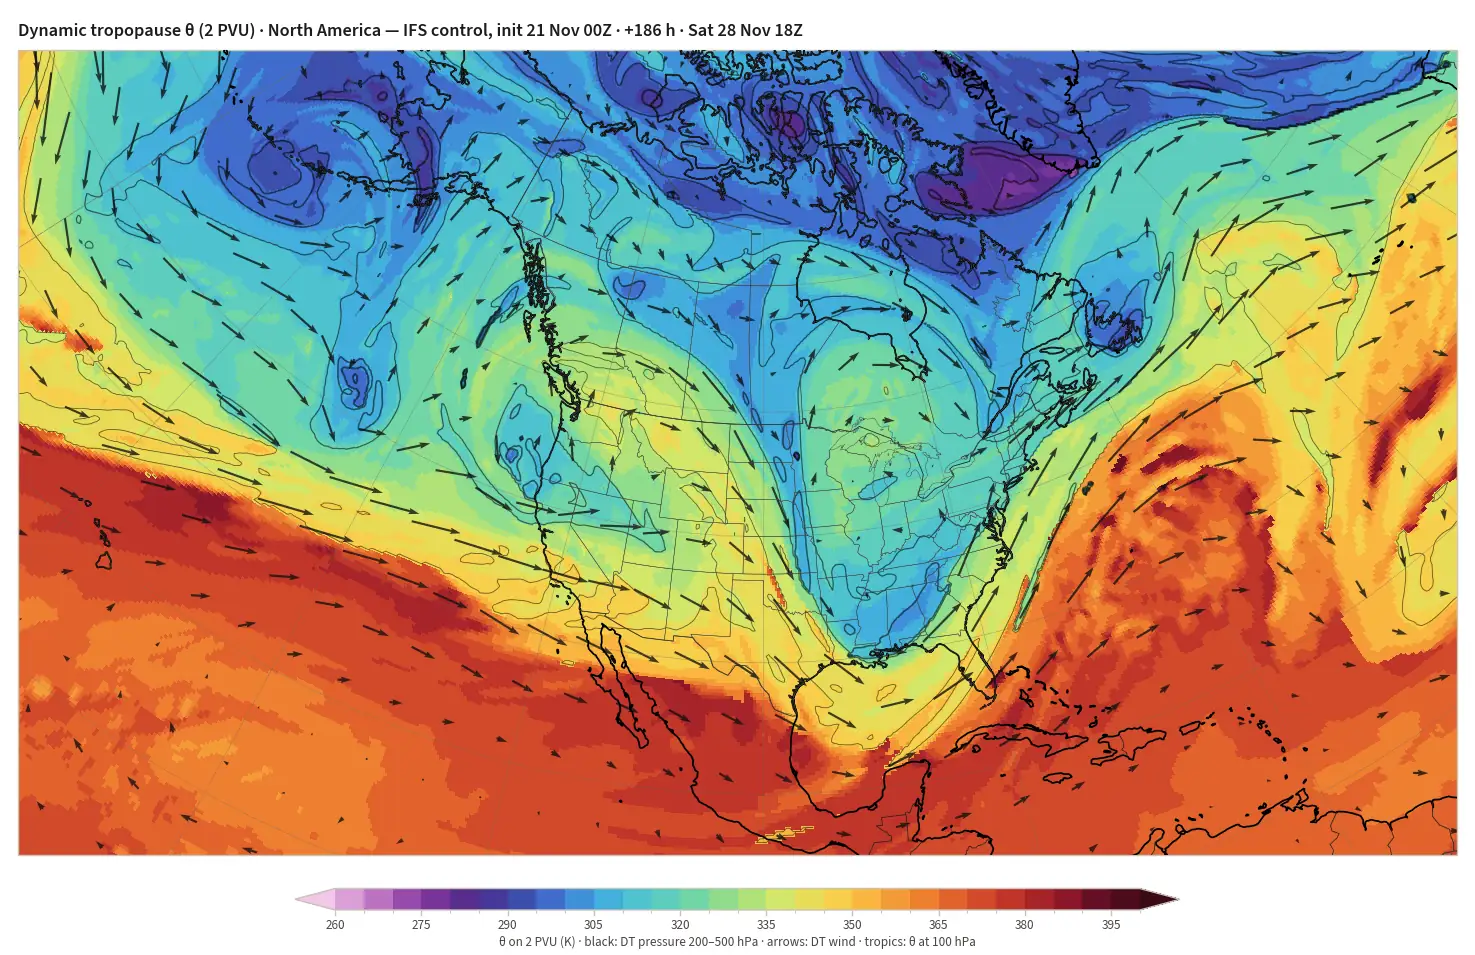 Dynamic tropopause θ (2 PVU) · North America — IFS control, init 21 Nov 00Z · +186 h · Sat 28 Nov 18Z
260 275 290 305 320 335 350 365 380 395
θ on 2 PVU (K) · black: DT pressure 200–500 hPa · arrows: DT wind · tropics: θ at 100 hPa